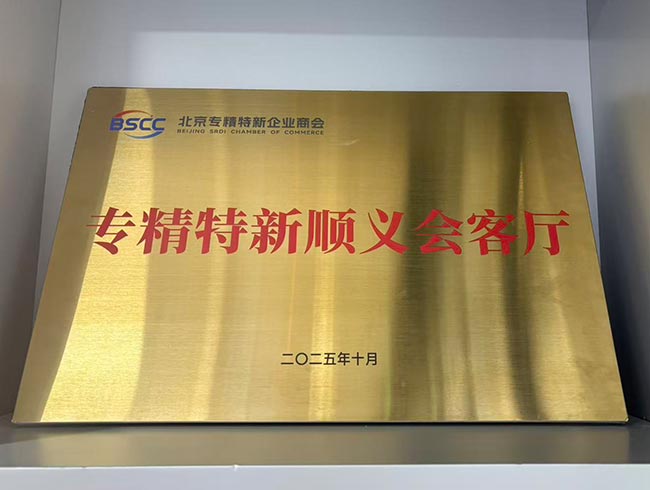 BSCC 北京专精特新企业商会
BEIJING SRDI CHAMBER OF COMMERCE
专精特新顺义会客厅
二〇二五年十月